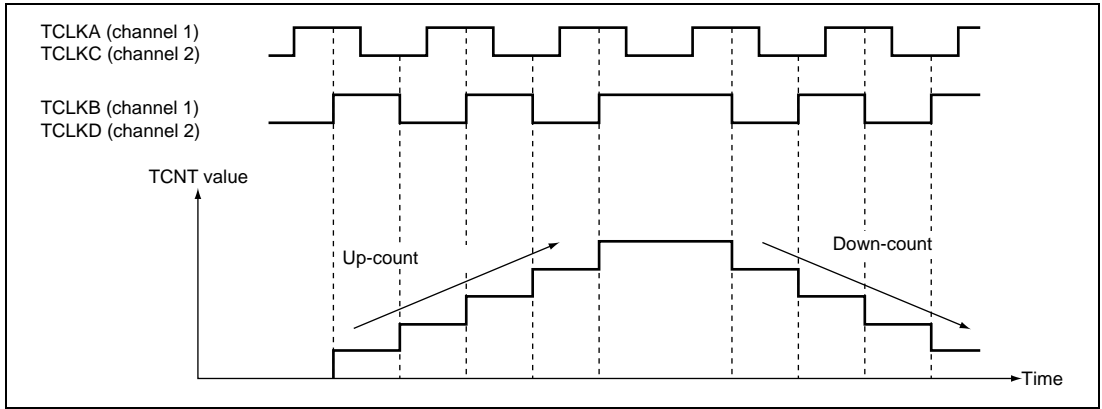 TCLKA (channel 1)
TCLKC (channel 2)
TCLKB (channel 1)
TCLKD (channel 2)
TCNT value
Up-count
Down-count
Time